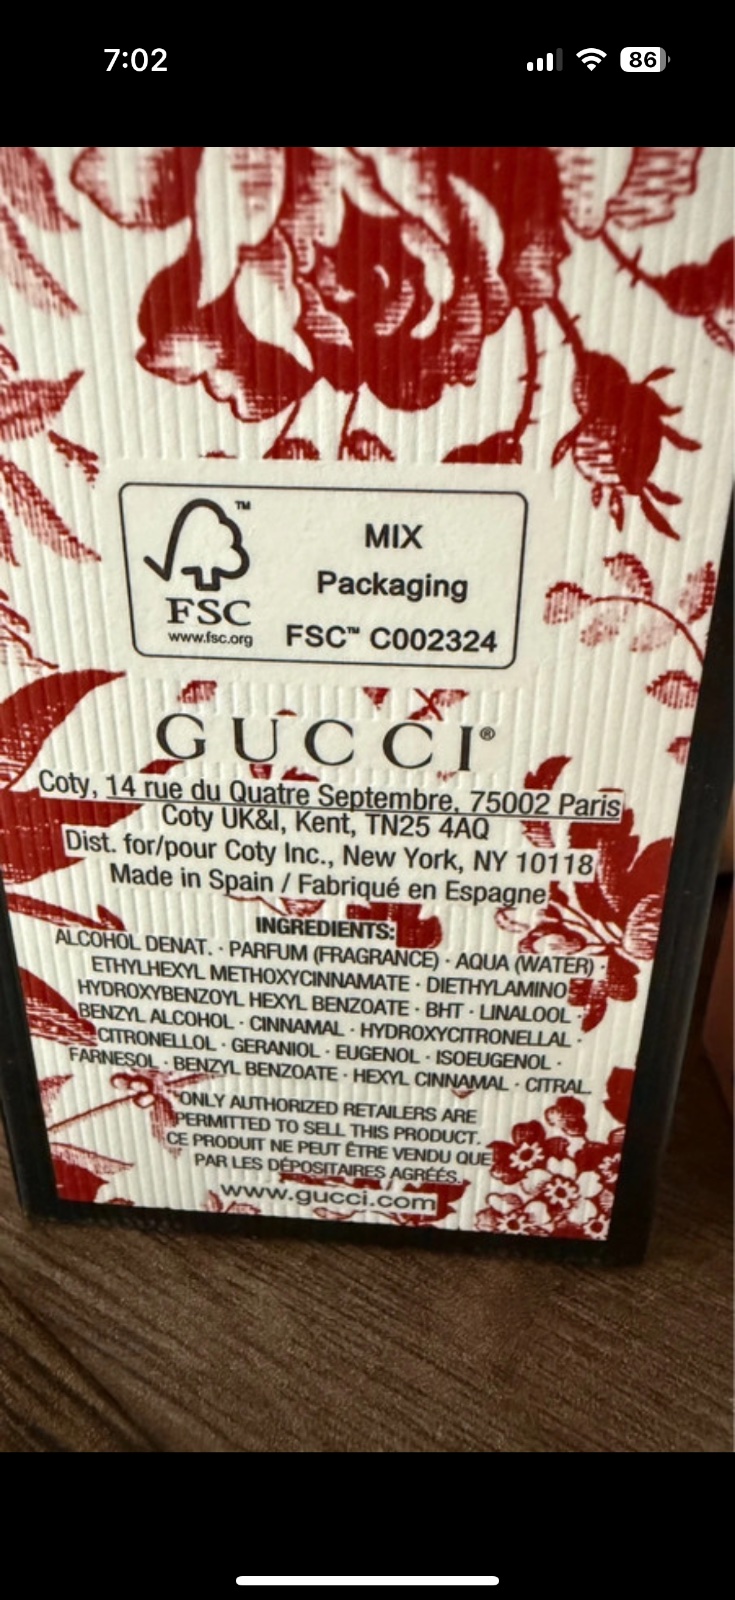 7:02
86
TM
MIX
Packaging
FSC
www.fsc.org
FSC™ C002324
GUCCI®
Coty, 14 rue du Quatre Septembre, 75002 Paris
Coty UK&I, Kent, TN25 4AQ
Dist. for/pour Coty Inc., New York, NY 10118
Made in Spain / Fabriqué en Espagne
INGREDIENTS:
ALCOHOL DENAT. · PARFUM (FRAGRANCE) · AQUA (WATER) ·
ETHYLHEXYL METHOXYCINNAMATE · DIETHYLAMINO
HYDROXYBENZOYL HEXYL BENZOATE · BHT · LINALOOL ·
BENZYL ALCOHOL · CINNAMAL · HYDROXYCITRONELLAL ·
CITRONELLOL · GERANIOL · EUGENOL · ISOEUGENOL ·
FARNESOL · BENZYL BENZOATE · HEXYL CINNAMAL · CITRAL.
ONLY AUTHORIZED RETAILERS ARE
PERMITTED TO SELL THIS PRODUCT.
CE PRODUIT NE PEUT ÊTRE VENDU QUE
PAR LES DÉPOSITAIRES AGRÉÉS.
www.gucci.com